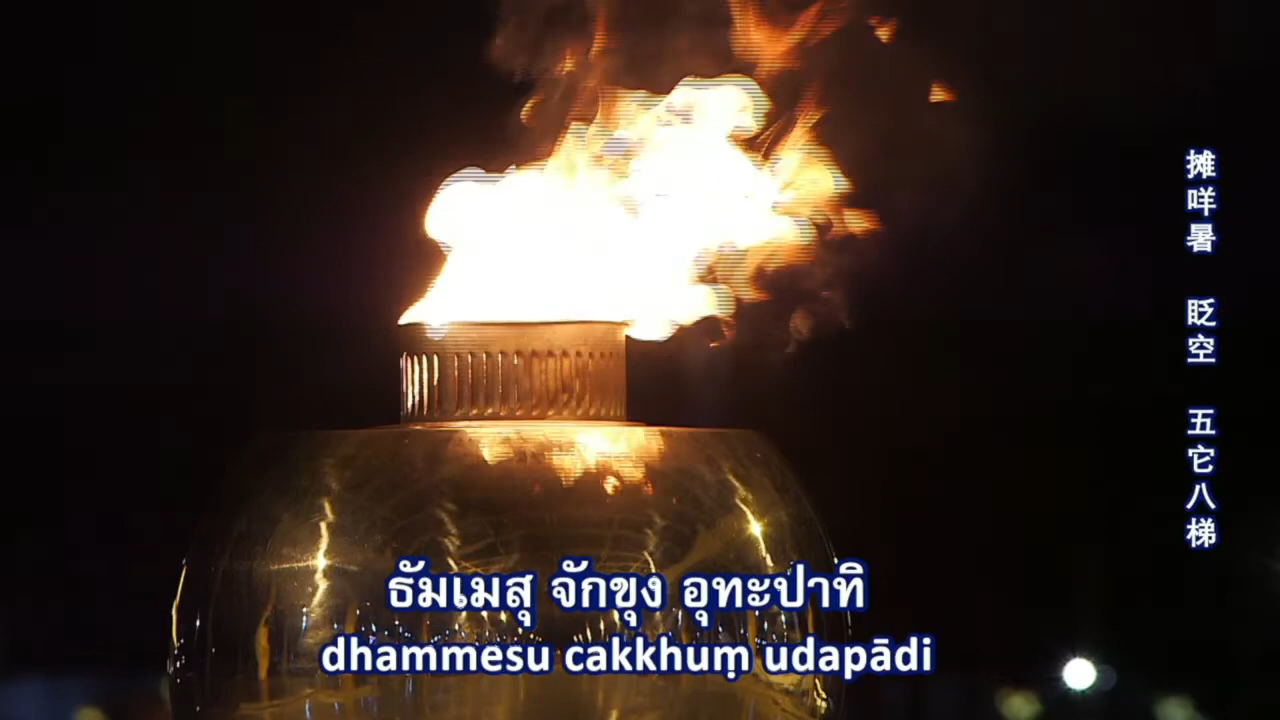 摊咩暑 眨空 五它八梯
ธัมเมสุ จักขุง อุทะปาทิ
dhammesu cakkhuṃ udapādi